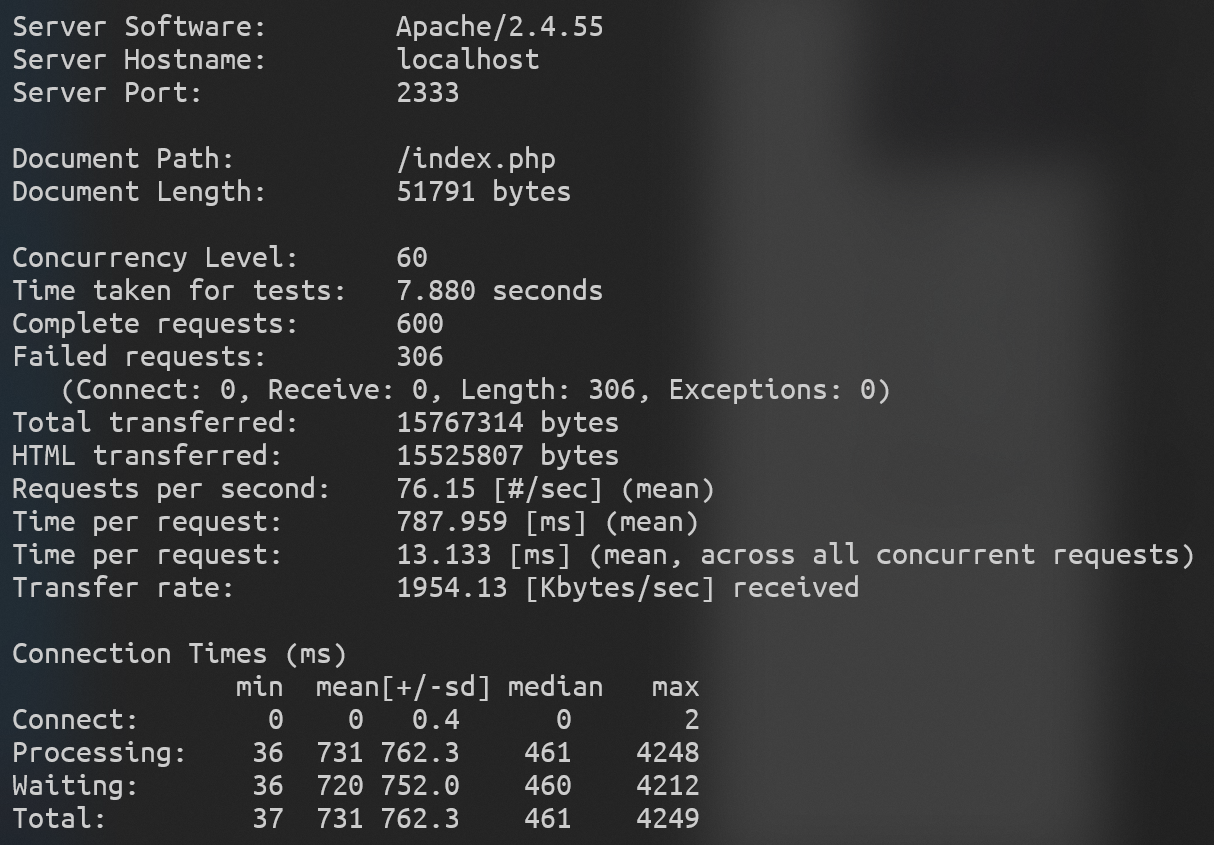 Server Software:        Apache/2.4.55
Server Hostname:        localhost
Server Port:            2333

Document Path:          /index.php
Document Length:        51791 bytes

Concurrency Level:      60
Time taken for tests:   7.880 seconds
Complete requests:      600
Failed requests:        306
   (Connect: 0, Receive: 0, Length: 306, Exceptions: 0)
Total transferred:      15767314 bytes
HTML transferred:       15525807 bytes
Requests per second:    76.15 [#/sec] (mean)
Time per request:       787.959 [ms] (mean)
Time per request:       13.133 [ms] (mean, across all concurrent requests)
Transfer rate:          1954.13 [Kbytes/sec] received

Connection Times (ms)
              min  mean[+/-sd] median   max
Connect:        0    0   0.4      0       2
Processing:    36  731 762.3    461    4248
Waiting:       36  720 752.0    460    4212
Total:         37  731 762.3    461    4249